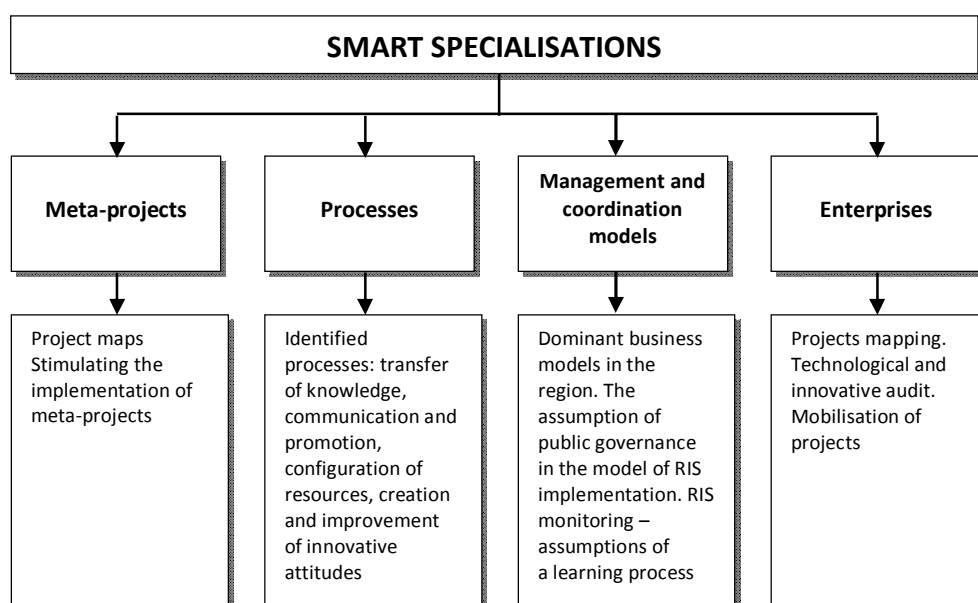 SMART SPECIALISATIONS
Meta-projects
Processes
Management and
coordination
models
Enterprises
Project maps
Stimulating the
implementation of
meta-projects
Identified
processes: transfer
of knowledge,
communication and
promotion,
configuration of
resources, creation
and improvement
of innovative
attitudes
Dominant business
models in the
region. The
assumption of
public governance
in the model of RIS
implementation. RIS
monitoring –
assumptions of
a learning process
Projects mapping.
Technological and
innovative audit.
Mobilisation of
projects